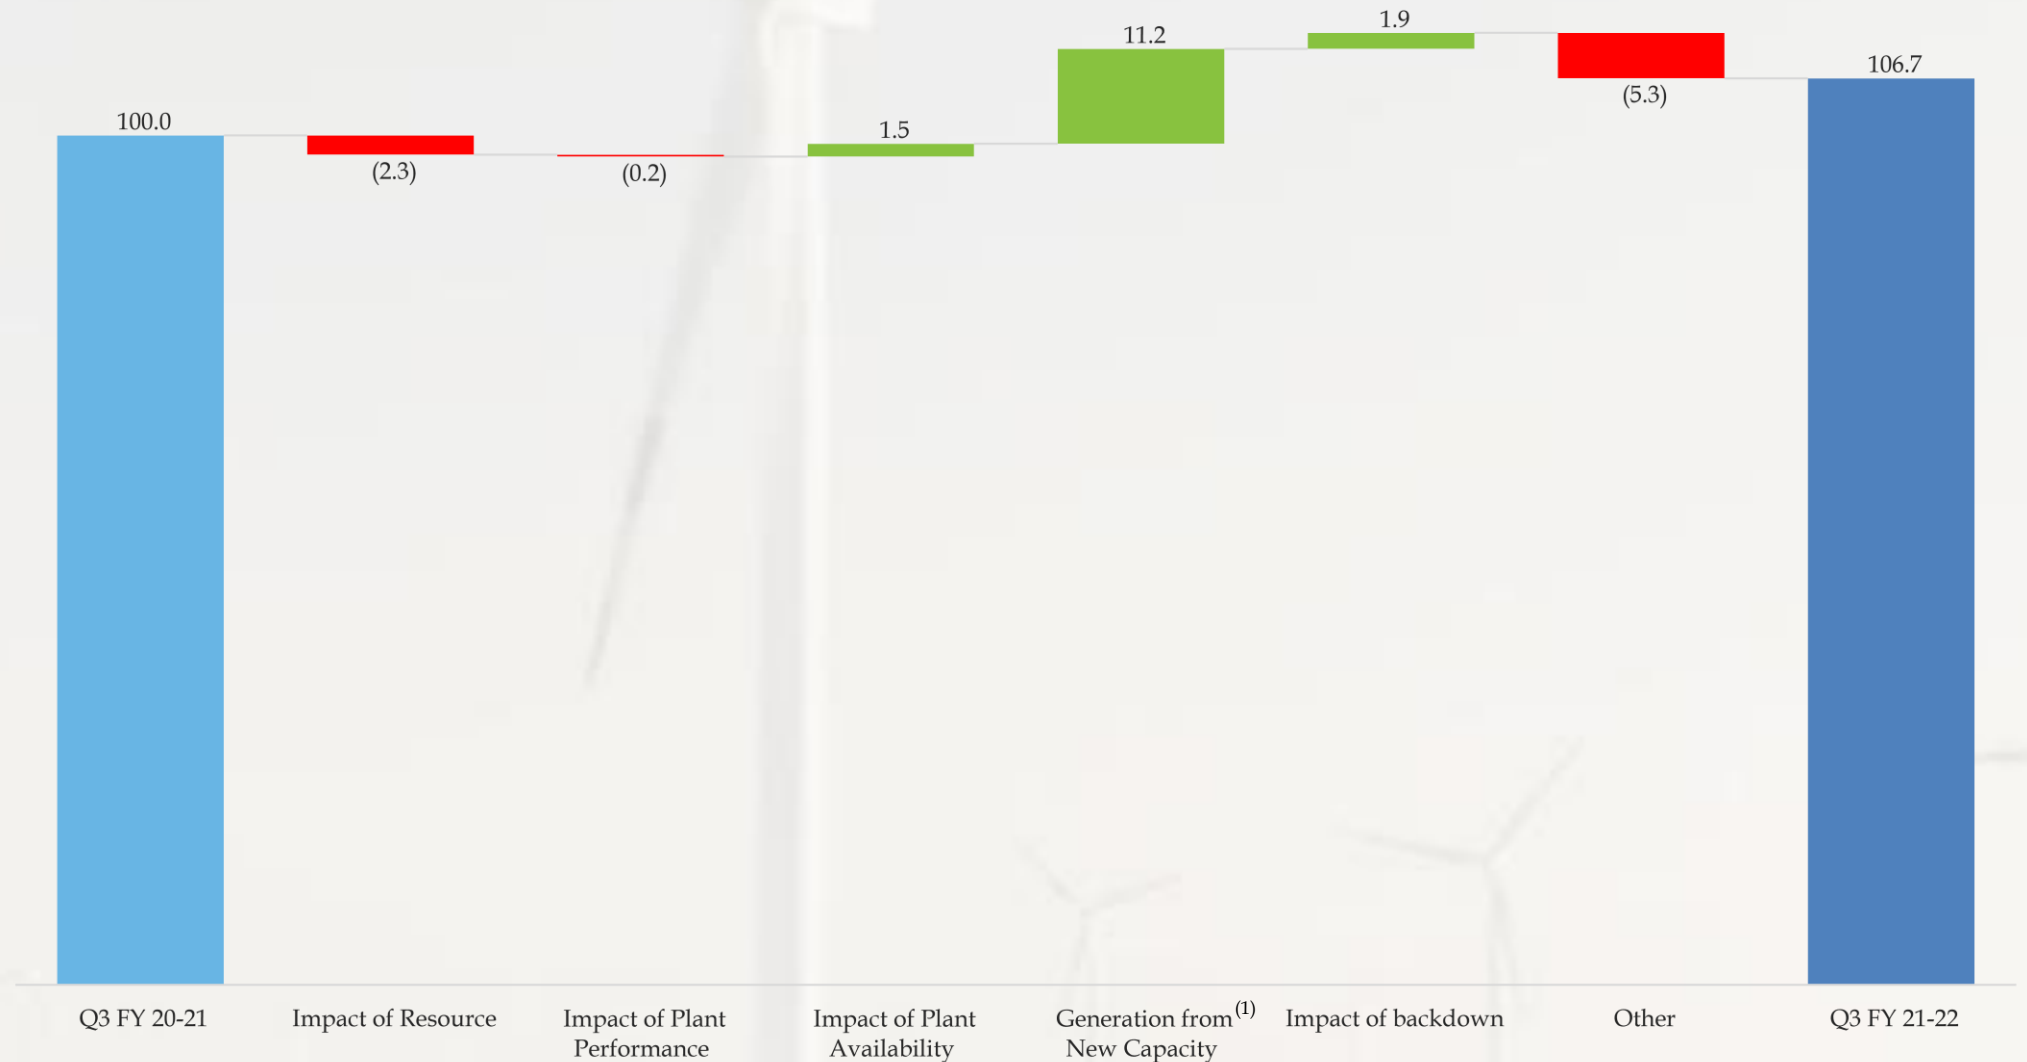 100.0
(2.3)
(0.2)
1.5
11.2
1.9
(5.3)
106.7
Q3 FY 20-21
Impact of Resource
Impact of Plant
Performance
Impact of Plant
Availability
Generation from (1)
New Capacity
Impact of backdown
Other
Q3 FY 21-22